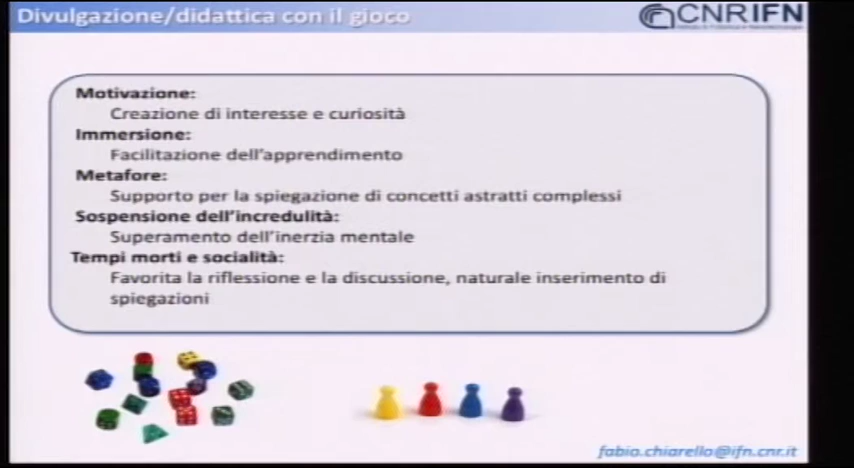 Divulgazione/didattica con il gioco
CNRIFN
Motivazione:
Creazione di interesse e curiosità
Immersione:
Facilitazione dell'apprendimento
Metafore:
Supporto per la spiegazione di concetti astratti complessi
Sospensione dell'incredulità:
Superamento dell'inerzia mentale
Tempi morti e socialità:
Favorita la riflessione e la discussione, naturale inserimento di
spiegazioni
fabio.chiarello@ifn.cnr.it